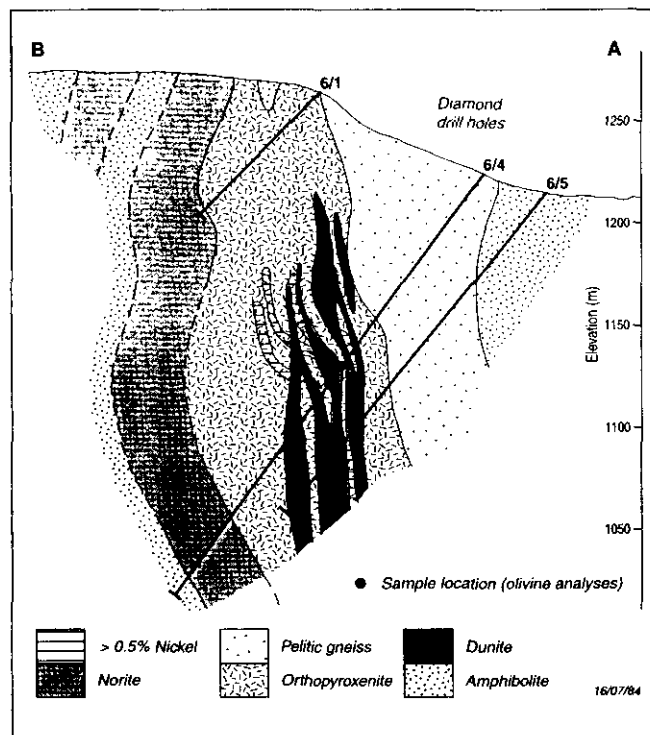 B
A
6/1
Diamond
drill holes
1250
6/4
6/5
1200
1150
Elevation (m)
1100
1050
Sample location (olivine analyses)
> 0.5% Nickel
Pelitic gneiss
Dunite
Norite
Orthopyroxenite
Amphibolite
16/07/84